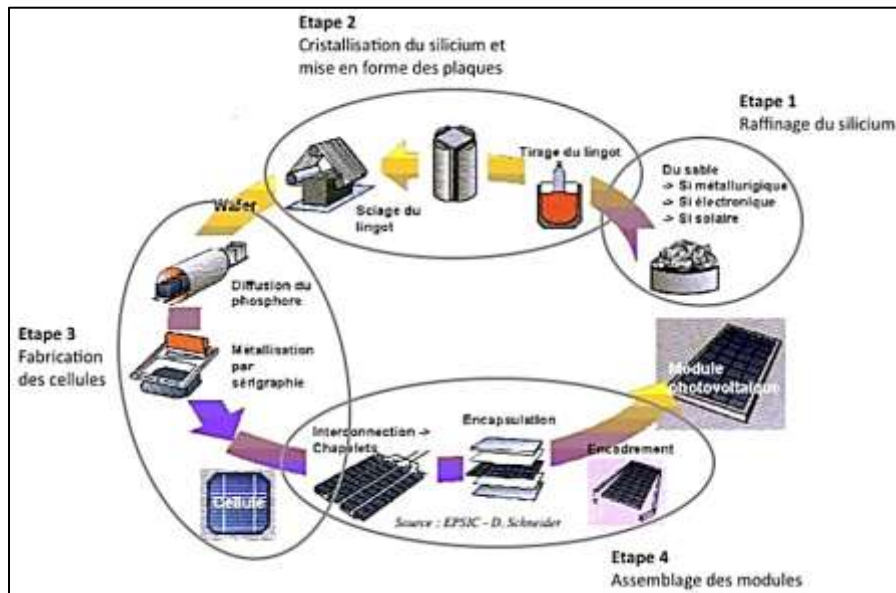 Etape 2
Cristallisation du silicium et
mise en forme des plaques
Etape 1
Raffinage du silicium
Tirage du lingot
Sciage du
lingot
Du sable
-> Si métallurigique
-> Si électronique
-> Si solaire
Wafer
Diffusion du
phosphore
Etape 3
Fabrication
des cellules
Métallisation
par
sérigraphie
Cellule
Interconnection ->
Chapelets
Encapsulation
Encadrement
Module
photovoltaïque
Source : EPSIC - D. Schneider
Etape 4
Assemblage des modules